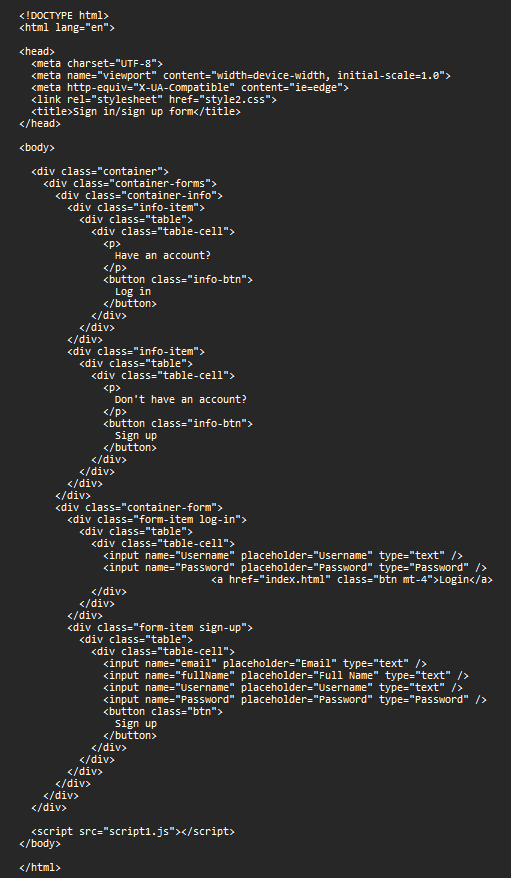 <!DOCTYPE html>
<html lang="en">
<head>
<meta charset="UTF-8">
<meta name="viewport" content="width=device-width, initial-scale=1.0">
<meta http-equiv="X-UA-Compatible" content="ie=edge">
<link rel="stylesheet" href="style2.css">
<title>Sign in/sign up form</title>
</head>
<body>
<div class="container">
<div class="container-forms">
<div class="container-info">
<div class="info-item">
<div class="table">
<div class="table-cell">
<p>
Have an account?
</p>
<button class="info-btn">
Log in
</button>
</div>
</div>
</div>
<div class="info-item">
<div class="table">
<div class="table-cell">
<p>
Don't have an account?
</p>
<button class="info-btn">
Sign up
</button>
</div>
</div>
</div>
</div>
<div class="container-form">
<div class="form-item log-in">
<div class="table">
<div class="table-cell">
<input name="Username" placeholder="Username" type="text" />
<input name="Password" placeholder="Password" type="Password" />
<a href="index.html" class="btn mt-4">Login</a>
</div>
</div>
</div>
<div class="form-item sign-up">
<div class="table">
<div class="table-cell">
<input name="email" placeholder="Email" type="text" />
<input name="fullName" placeholder="Full Name" type="text" />
<input name="Username" placeholder="Username" type="text" />
<input name="Password" placeholder="Password" type="Password" />
<button class="btn">
Sign up
</button>
</div>
</div>
</div>
</div>
</div>
</div>
<script src="script1.js"></script>
</body>
</html>